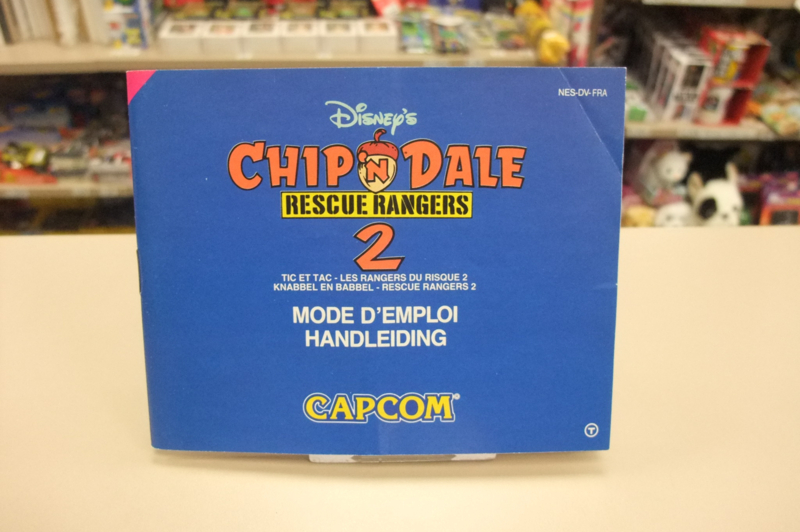 NES-DV-FRA
Disney's
CHIP 'N DALE
RESCUE RANGERS
2
TIC ET TAC - LES RANGERS DU RISQUE 2
KNABBEL EN BABBEL - RESCUE RANGERS 2
MODE D'EMPLOI
HANDLEIDING
CAPCOM®
T